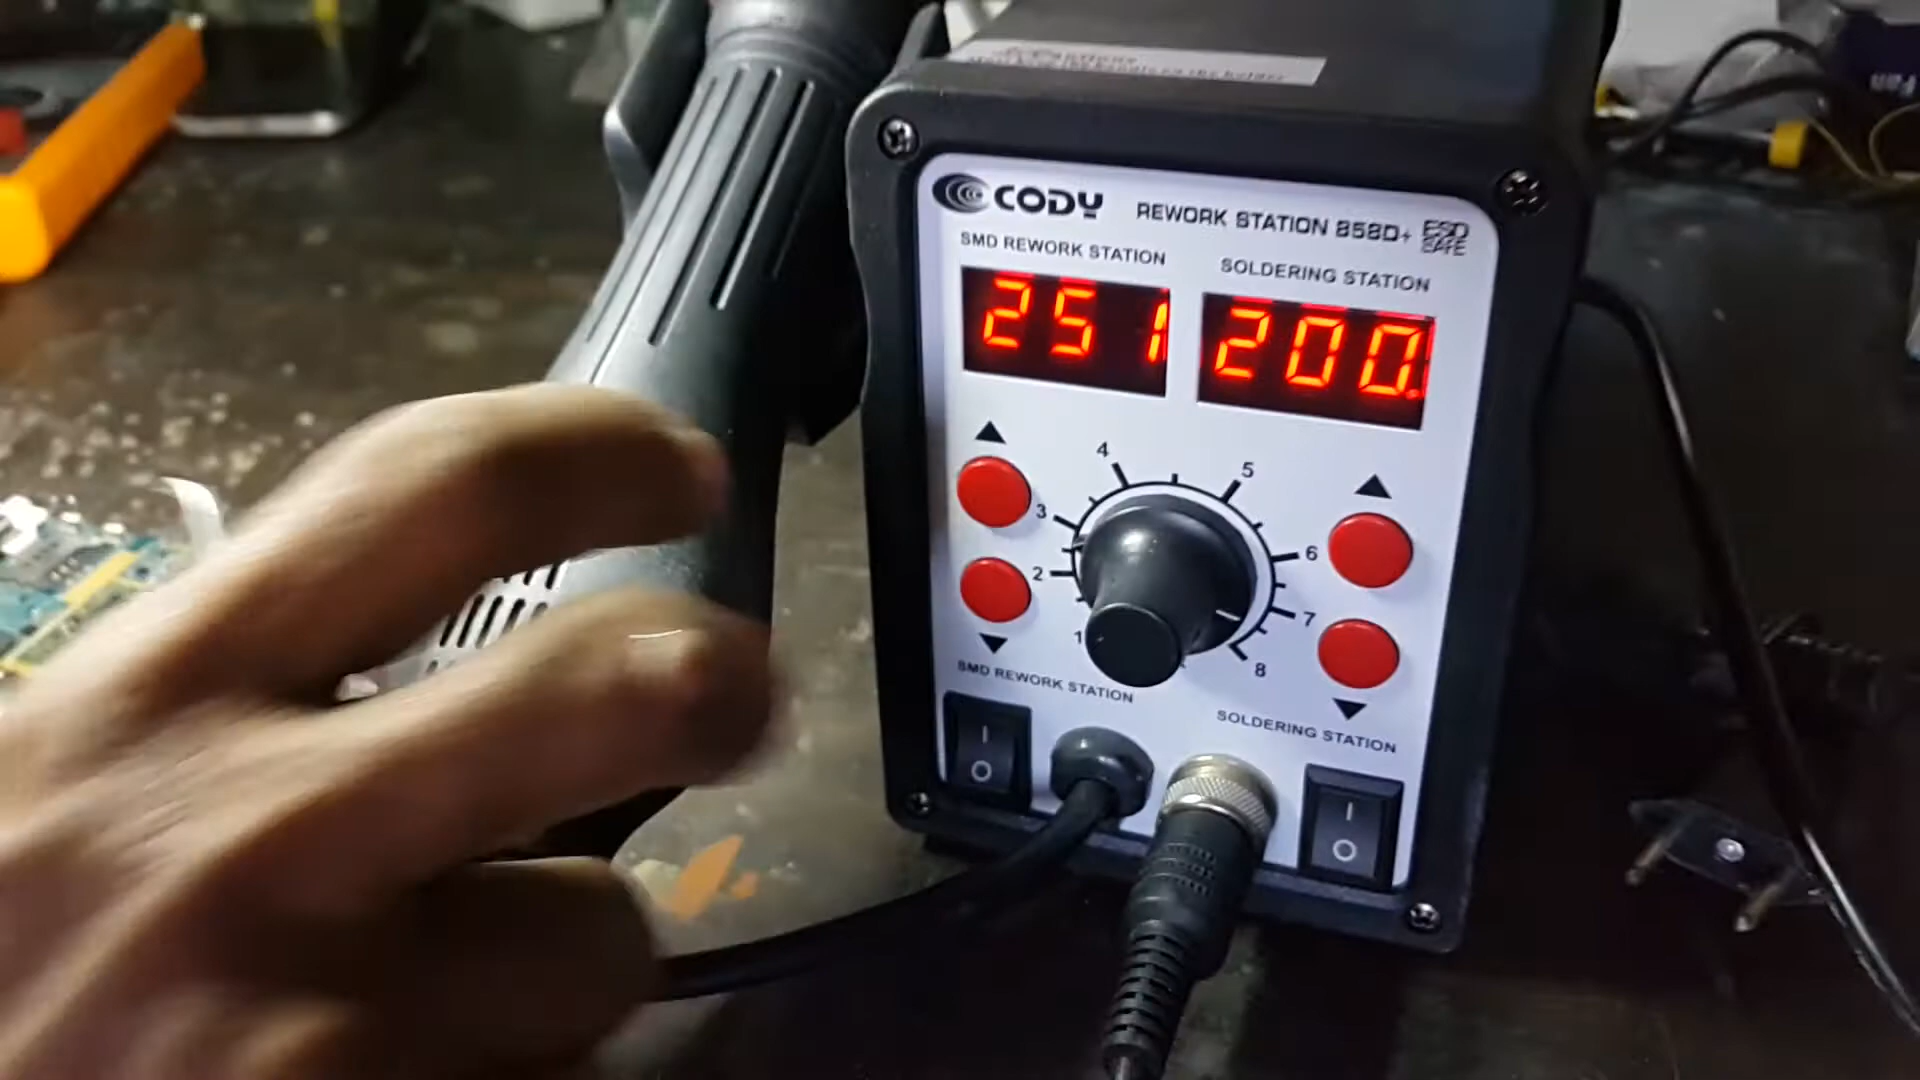 CODY
REWORK STATION 858D+
ESD
SAFE
SMD REWORK STATION
SOLDERING STATION
251
200.
4
5
3
6
2
7
1
8
SMD REWORK STATION
SOLDERING STATION
I
O
I
O
Fan